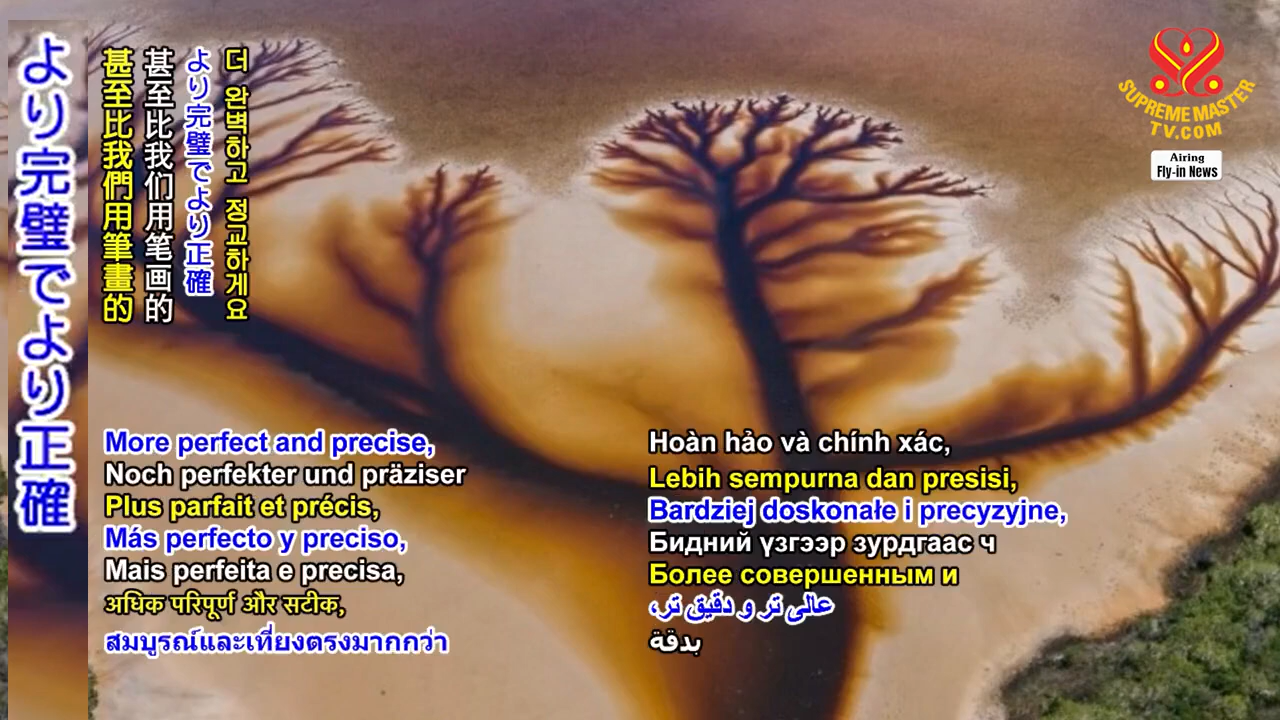 より完璧でより正確
甚至比我們用筆畫的
甚至比我们用笔画的
より完璧でより正確
더 완벽하고 정교하게요
SUPREME MASTER
TV.COM
Airing
Fly-in News
More perfect and precise,
Noch perfekter und präziser
Plus parfait et précis,
Más perfecto y preciso,
Mais perfeita e precisa,
अधिक परिपूर्ण और सटीक,
สมบูรณ์และเที่ยงตรงมากกว่า
Hoàn hảo và chính xác,
Lebih sempurna dan presisi,
Bardziej doskonałe i precyzyjne,
Бидний үзгээр зурдгаас ч
Более совершенным и
عالی تر و دقیق تر،
بدقة